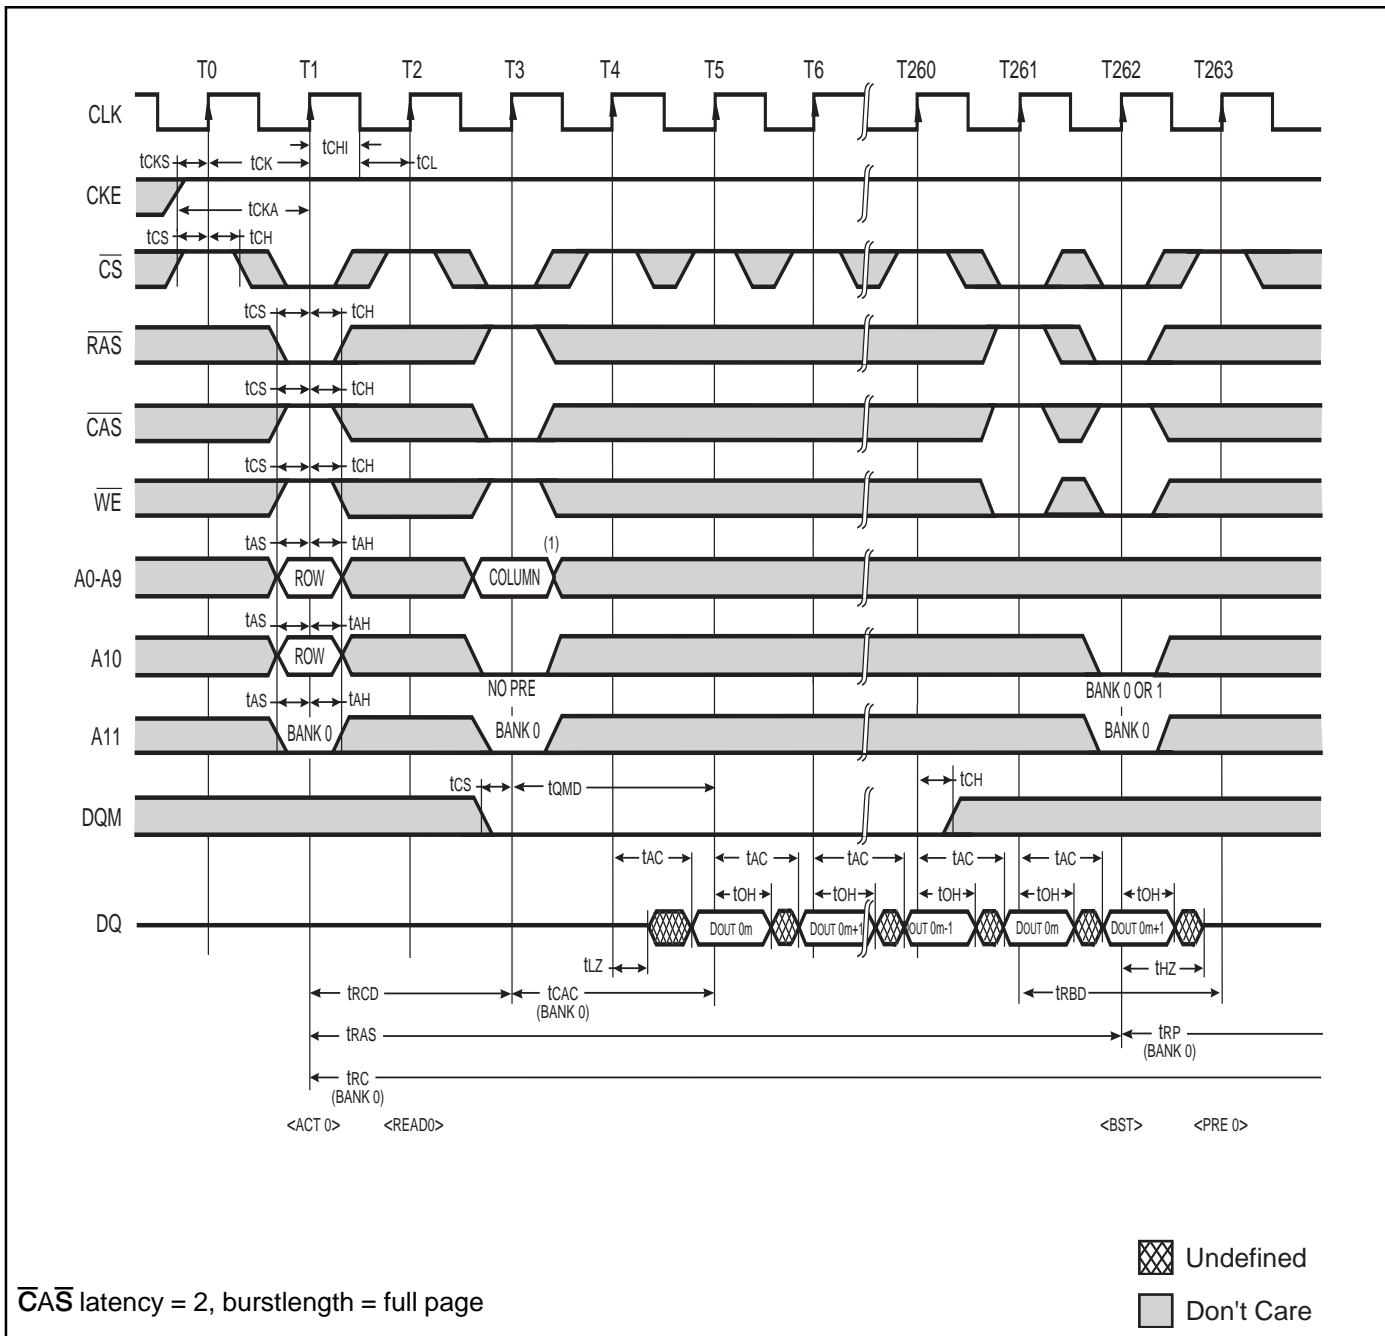 T0 T1 T2 T3 T4 T5 T6 T260 T261 T262 T263
CLK
tCHI
tCKS tCK tCL
CKE
tCKA
tCS tCH
CS
tCS tCH
RAS
tCS tCH
CAS
tCS tCH
WE
tAS tAH (1)
A0-A9 ROW COLUMN
tAS tAH
A10 ROW
NO PRE BANK 0 OR 1
tAS tAH
A11 BANK 0 BANK 0 BANK 0
tCS tQMD tCH
DQM
tAC tAC tAC tAC tAC
tOH tOH tOH tOH tOH
DQ DOUT 0m DOUT 0m+1 OUT 0m-1 DOUT 0m DOUT 0m+1
tLZ tHZ
tRCD tCAC tRBD
(BANK 0)
tRAS tRP
(BANK 0)
tRC
(BANK 0)
<ACT 0> <READ0> <BST> <PRE 0>
Undefined
CAS latency = 2, burstlength = full page
Don't Care